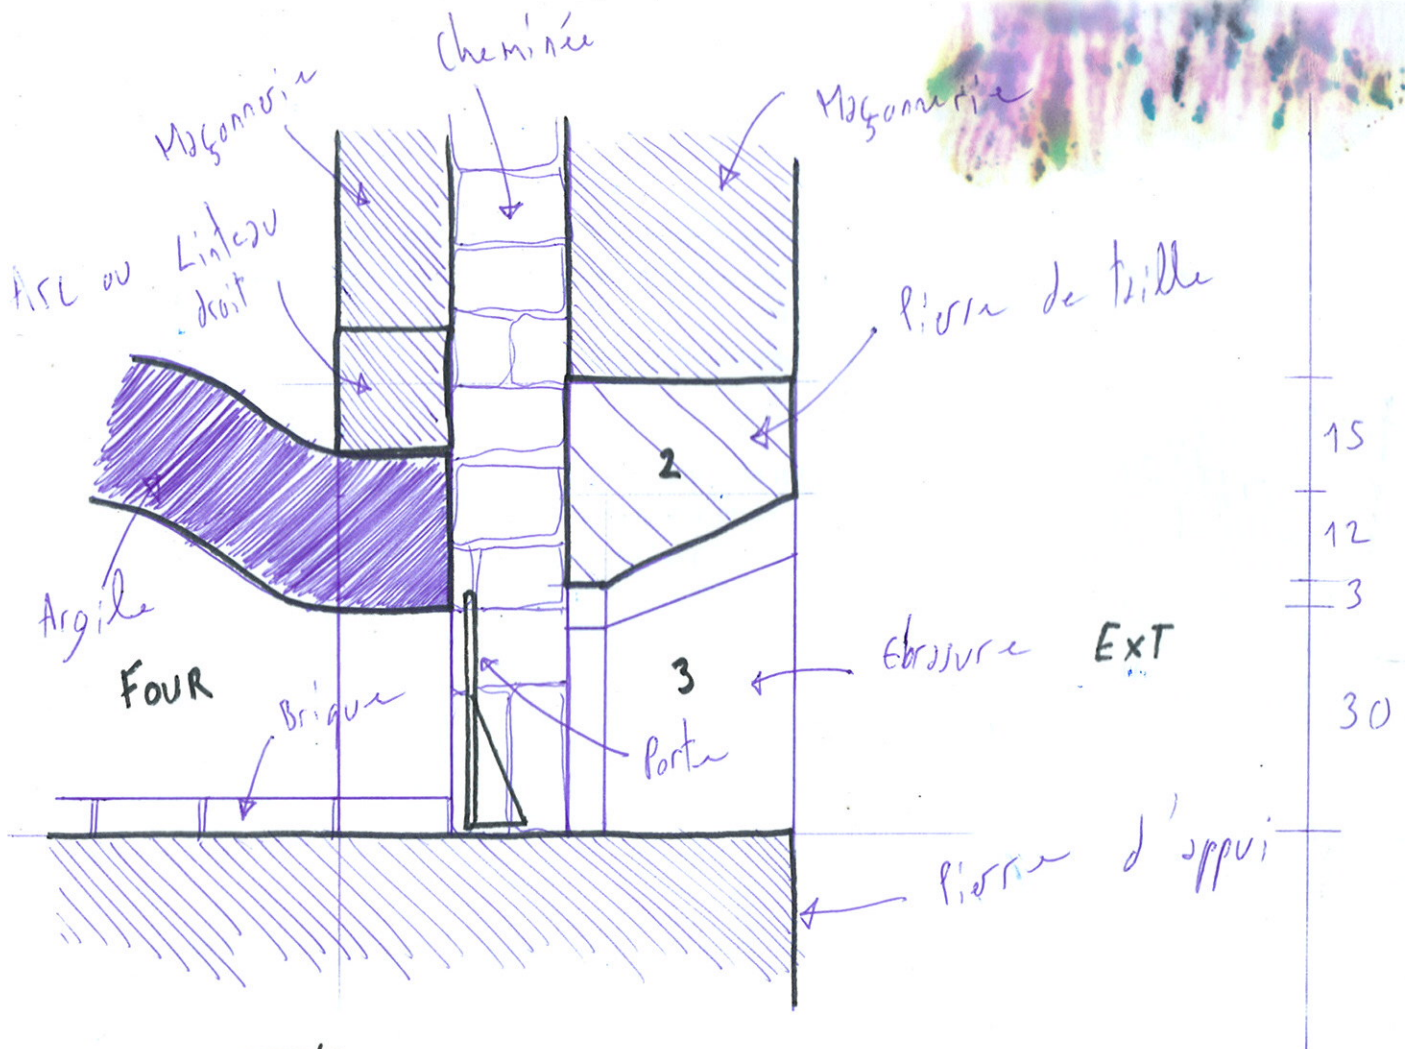 Cheminée
Maçonnerie
Maçonnerie
Arc ou Linteau
droit
Pierre de taille
15
2
12
3
Argile
Ebrasure
EXT
FOUR
3
Brique
30
Porte
Pierre d'appui